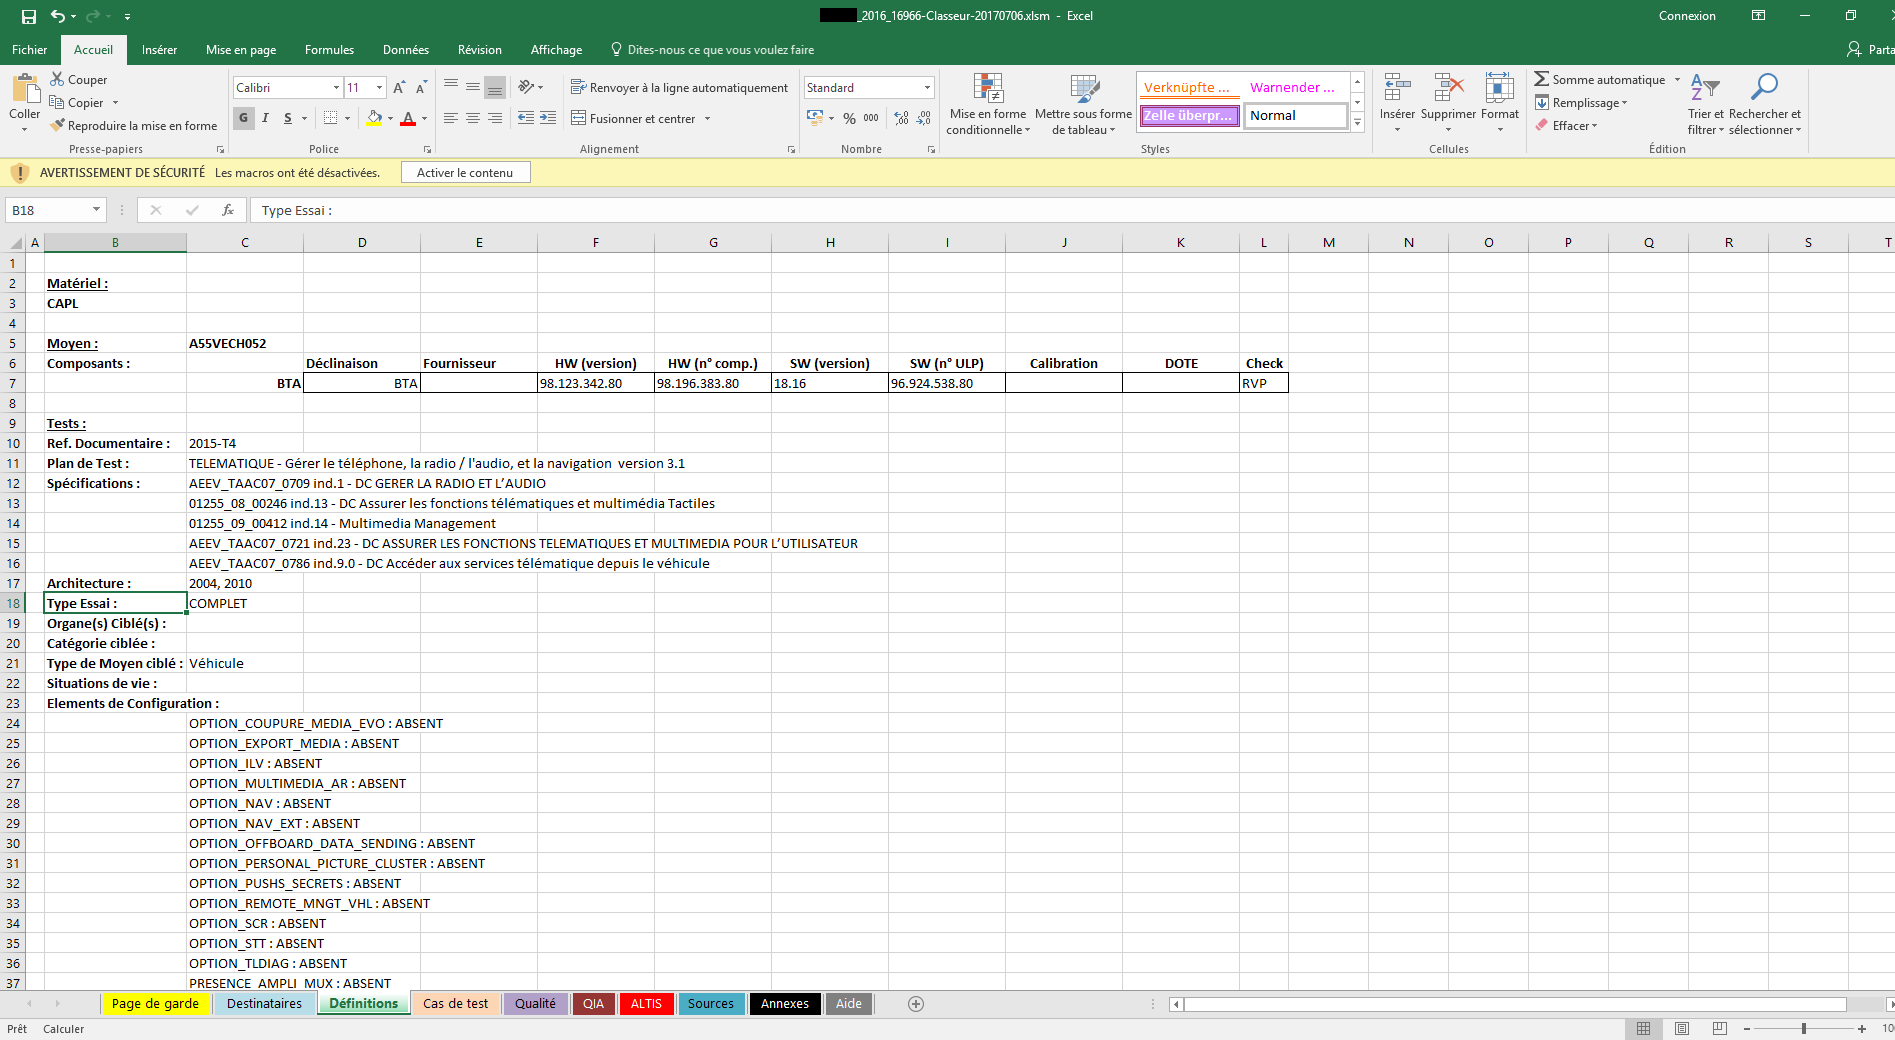 _2016_16966-Classeur-20170706.xlsm - Excel
Connexion
Fichier Accueil Insérer Mise en page Formules Données Révision Affichage Dites-nous ce que vous voulez faire Parta
Coller
Couper
Copier
Reproduire la mise en forme
Presse-papiers
Calibri 11
G I S
Police
Renvoyer à la ligne automatiquement
Fusionner et centrer
Alignement
Standard
% 000
Nombre
Mise en forme conditionnelle
Mettre sous forme de tableau
Verknüpfte ... Warnender ...
Zelle überpr... Normal
Styles
Insérer Supprimer Format
Cellules
Somme automatique
Remplissage
Effacer
Trier et filtrer
Rechercher et sélectionner
Édition
AVERTISSEMENT DE SÉCURITÉ Les macros ont été désactivées. Activer le contenu
B18 fx Type Essai :
A B C D E F G H I J K L M N O P Q R S T
1
2 Matériel :
3 CAPL
4
5 Moyen : A55VECH052
6 Composants : Déclinaison Fournisseur HW (version) HW (n° comp.) SW (version) SW (n° ULP) Calibration DOTE Check
7 BTA BTA 98.123.342.80 98.196.383.80 18.16 96.924.538.80 RVP
8
9 Tests :
10 Ref. Documentaire : 2015-T4
11 Plan de Test : TELEMATIQUE - Gérer le téléphone, la radio / l'audio, et la navigation  version 3.1
12 Spécifications : AEEV_TAAC07_0709 ind.1 - DC GERER LA RADIO ET L’AUDIO
13 01255_08_00246 ind.13 - DC Assurer les fonctions télématiques et multimédia Tactiles
14 01255_09_00412 ind.14 - Multimedia Management
15 AEEV_TAAC07_0721 ind.23 - DC ASSURER LES FONCTIONS TELEMATIQUES ET MULTIMEDIA POUR L’UTILISATEUR
16 AEEV_TAAC07_0786 ind.9.0 - DC Accéder aux services télématique depuis le véhicule
17 Architecture : 2004, 2010
18 Type Essai : COMPLET
19 Organe(s) Ciblé(s) :
20 Catégorie ciblée :
21 Type de Moyen ciblé : Véhicule
22 Situations de vie :
23 Elements de Configuration :
24 OPTION_COUPURE_MEDIA_EVO : ABSENT
25 OPTION_EXPORT_MEDIA : ABSENT
26 OPTION_ILV : ABSENT
27 OPTION_MULTIMEDIA_AR : ABSENT
28 OPTION_NAV : ABSENT
29 OPTION_NAV_EXT : ABSENT
30 OPTION_OFFBOARD_DATA_SENDING : ABSENT
31 OPTION_PERSONAL_PICTURE_CLUSTER : ABSENT
32 OPTION_PUSHS_SECRETS : ABSENT
33 OPTION_REMOTE_MNGT_VHL : ABSENT
34 OPTION_SCR : ABSENT
35 OPTION_STT : ABSENT
36 OPTION_TLDIAG : ABSENT
37 PRESENCE_AMPLI_MUX : ABSENT
Page de garde Destinataires Définitions Cas de test Qualité QIA ALTIS Sources Annexes Aide
Prêt Calculer
10